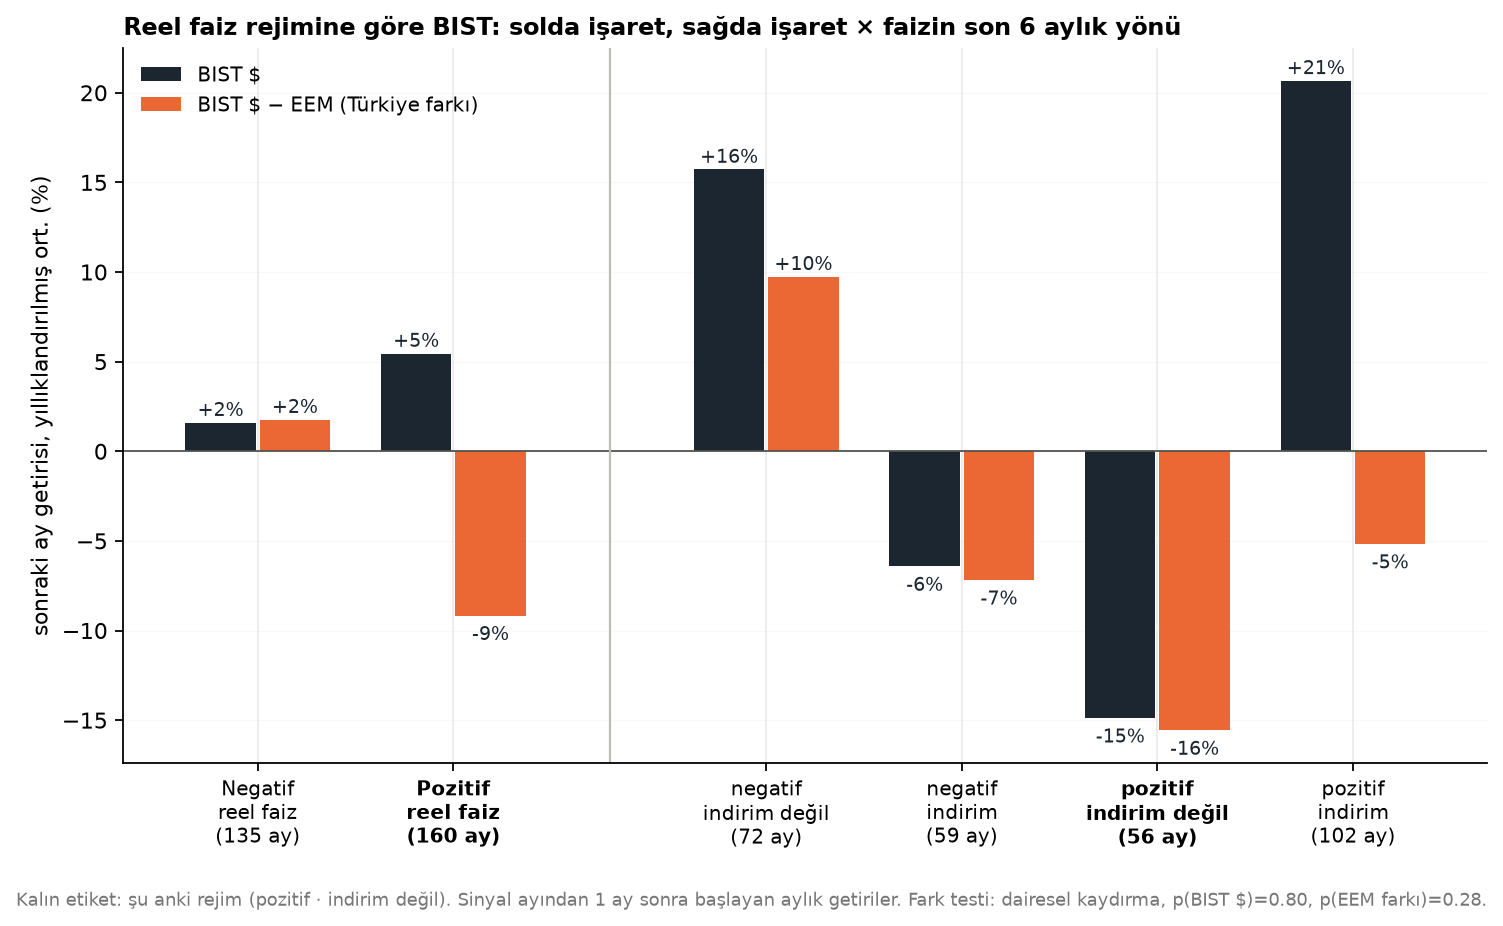 Reel faiz rejimine göre BIST: solda işaret, sağda işaret × faizin son 6 aylık yönü
BIST $
BIST $ − EEM (Türkiye farkı)
sonraki ay getirisi, yıllıklandırılmış ort. (%)
20
15
10
5
0
−5
−10
−15
+2%
+2%
+5%
-9%
+16%
+10%
-6%
-7%
-15%
-16%
+21%
-5%
Negatif
reel faiz
(135 ay)
Pozitif
reel faiz
(160 ay)
negatif
indirim değil
(72 ay)
negatif
indirim
(59 ay)
pozitif
indirim değil
(56 ay)
pozitif
indirim
(102 ay)
Kalın etiket: şu anki rejim (pozitif · indirim değil). Sinyal ayından 1 ay sonra başlayan aylık getiriler. Fark testi: dairesel kaydırma, p(BIST $)=0.80, p(EEM farkı)=0.28.